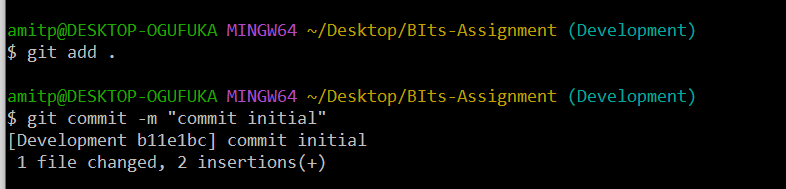 amitp@DESKTOP-OGUFUKA MINGW64 ~/Desktop/BIts-Assignment (Development)
$ git add .
amitp@DESKTOP-OGUFUKA MINGW64 ~/Desktop/BIts-Assignment (Development)
$ git commit -m "commit initial"
[Development b11e1bc] commit initial
1 file changed, 2 insertions(+)